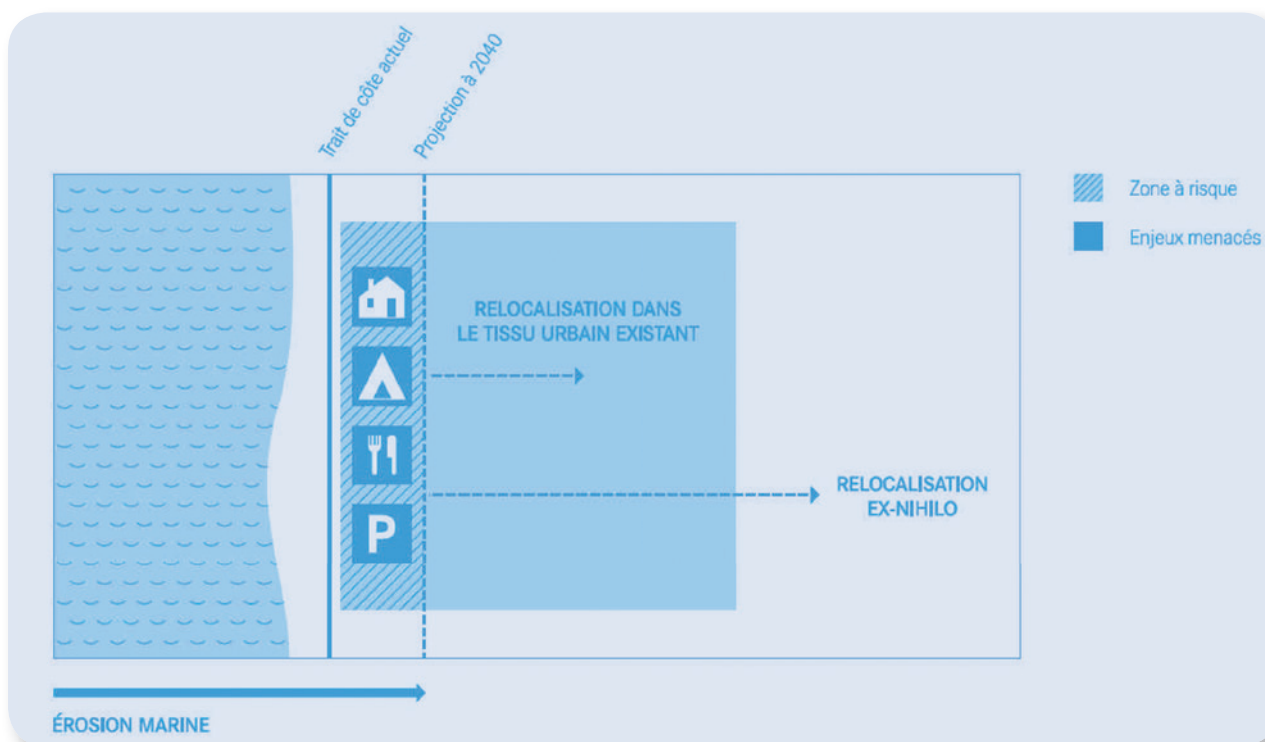 Trait de côte actuel
Projection à 2040
Zone à risque
Enjeux menacés
RELOCALISATION DANS
LE TISSU URBAIN EXISTANT
RELOCALISATION
EX-NIHILO
P
ÉROSION MARINE